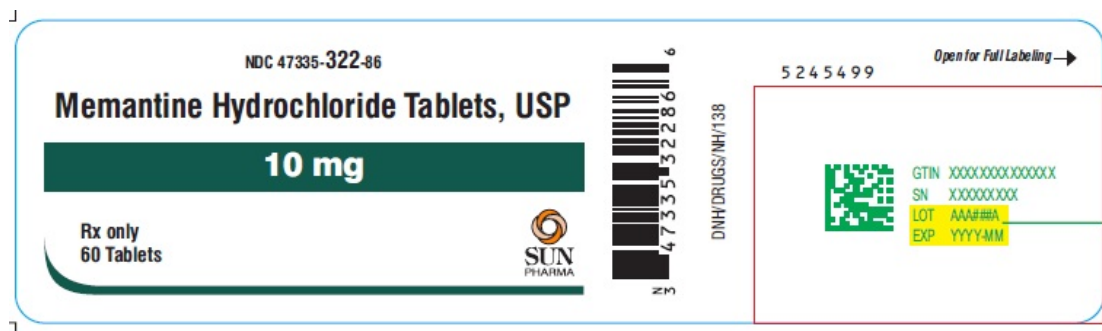 NDC 47335-322-86
Memantine Hydrochloride Tablets, USP
10 mg
Rx only
60 Tablets
SUN
PHARMA
N
3
47335 32286
6
DNH/DRUGS/NH/138
5245499
Open for Full Labeling
GTIN XXXXXXXXXXXXXX
SN XXXXXXXXX
LOT AAA###A
EXP YYYY-MM